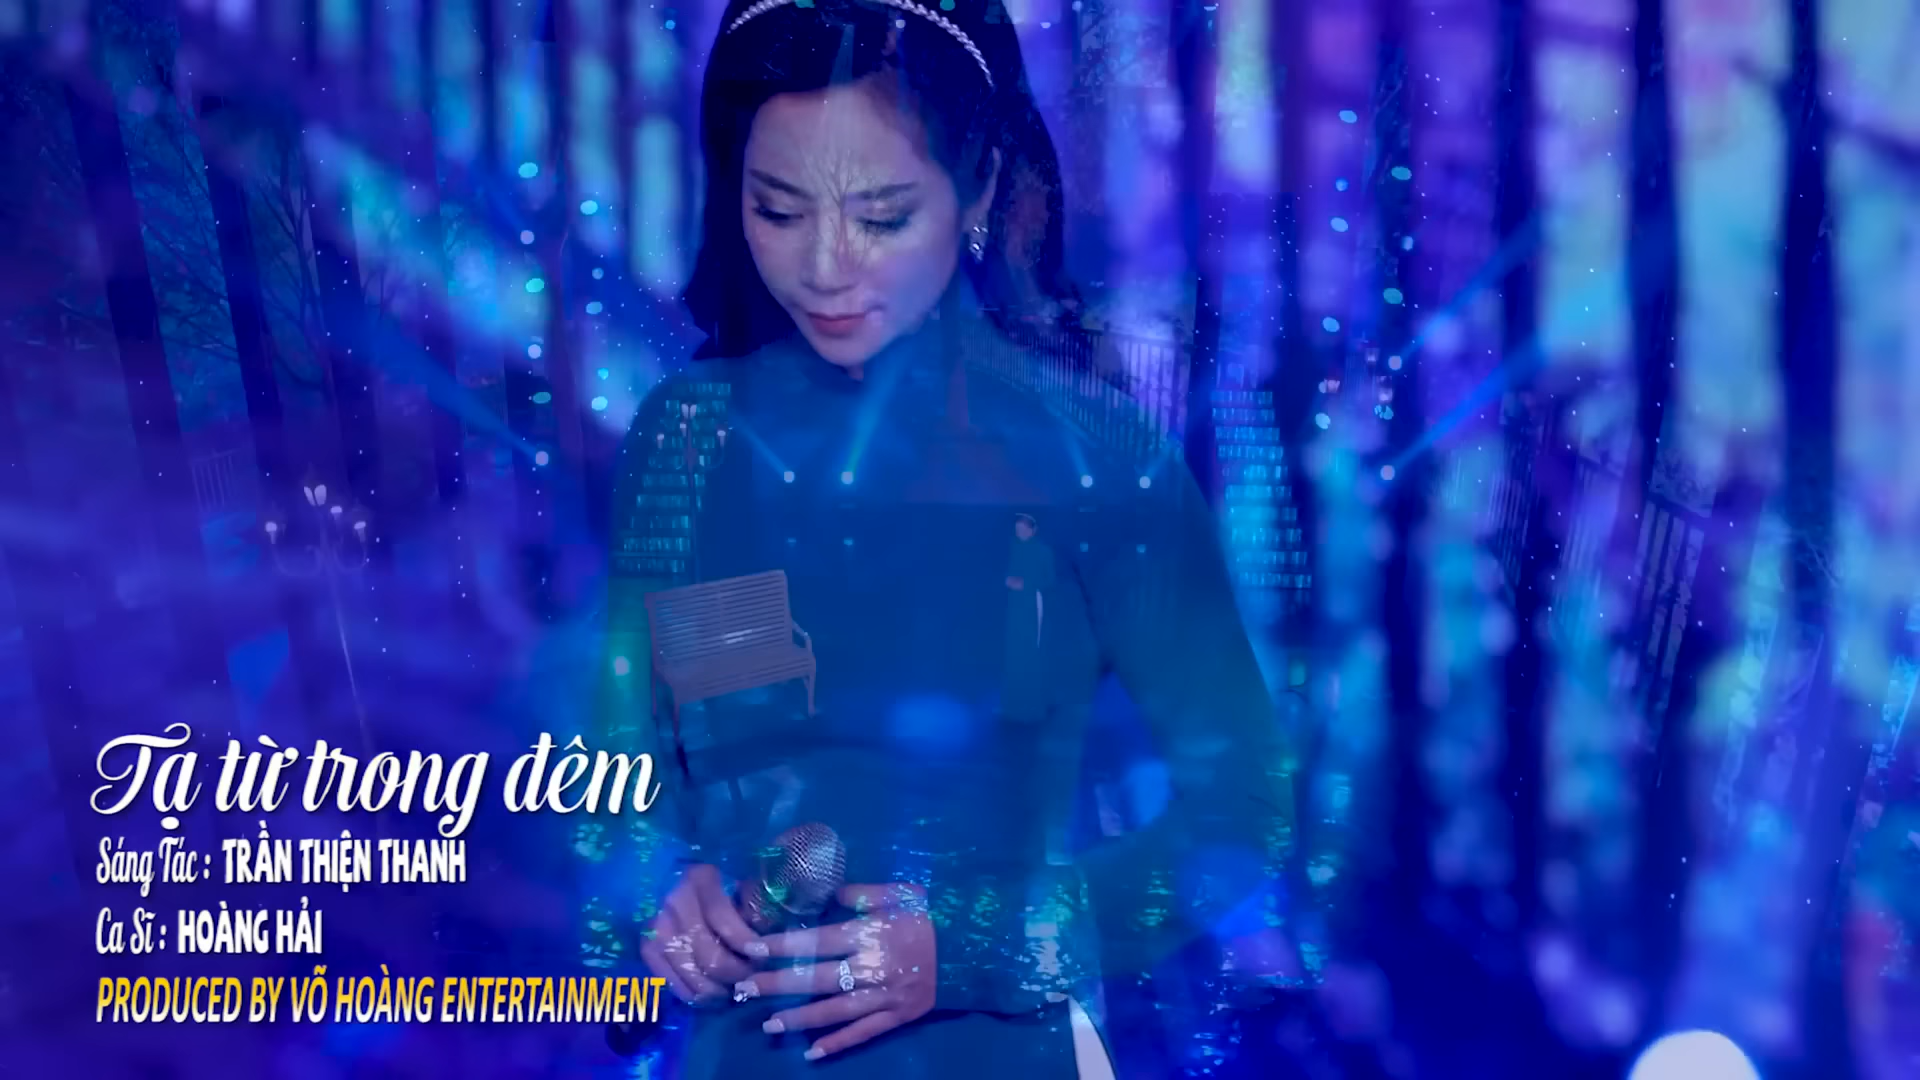 Tạ từ trong đêm
Sáng Tác : TRẦN THIỆN THANH
Ca Sĩ : HOÀNG HẢI
PRODUCED BY VÕ HOÀNG ENTERTAINMENT